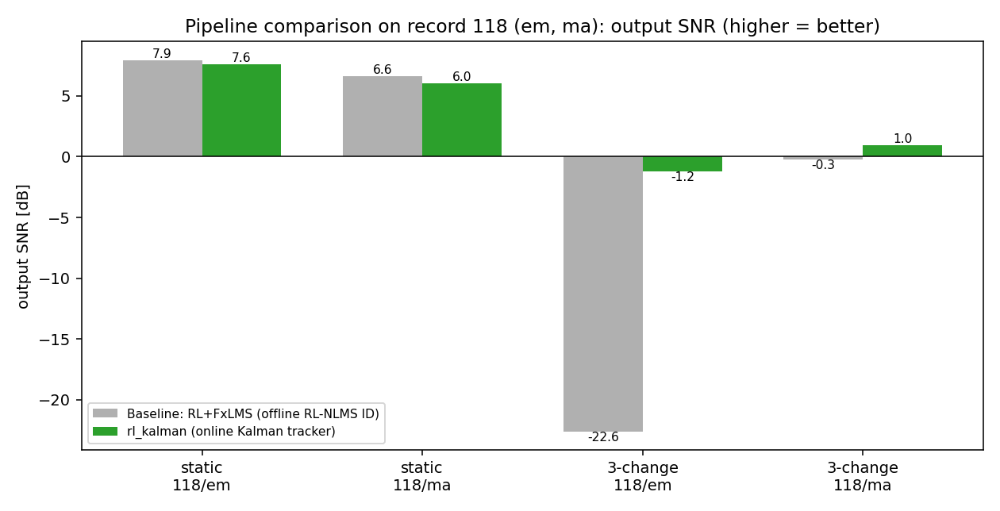 Pipeline comparison on record 118 (em, ma): output SNR (higher = better)
output SNR [dB]
5
0
−5
−10
−15
−20
7.9
7.6
6.6
6.0
-22.6
-1.2
-0.3
1.0
Baseline: RL+FxLMS (offline RL-NLMS ID)
rl_kalman (online Kalman tracker)
static
118/em
static
118/ma
3-change
118/em
3-change
118/ma